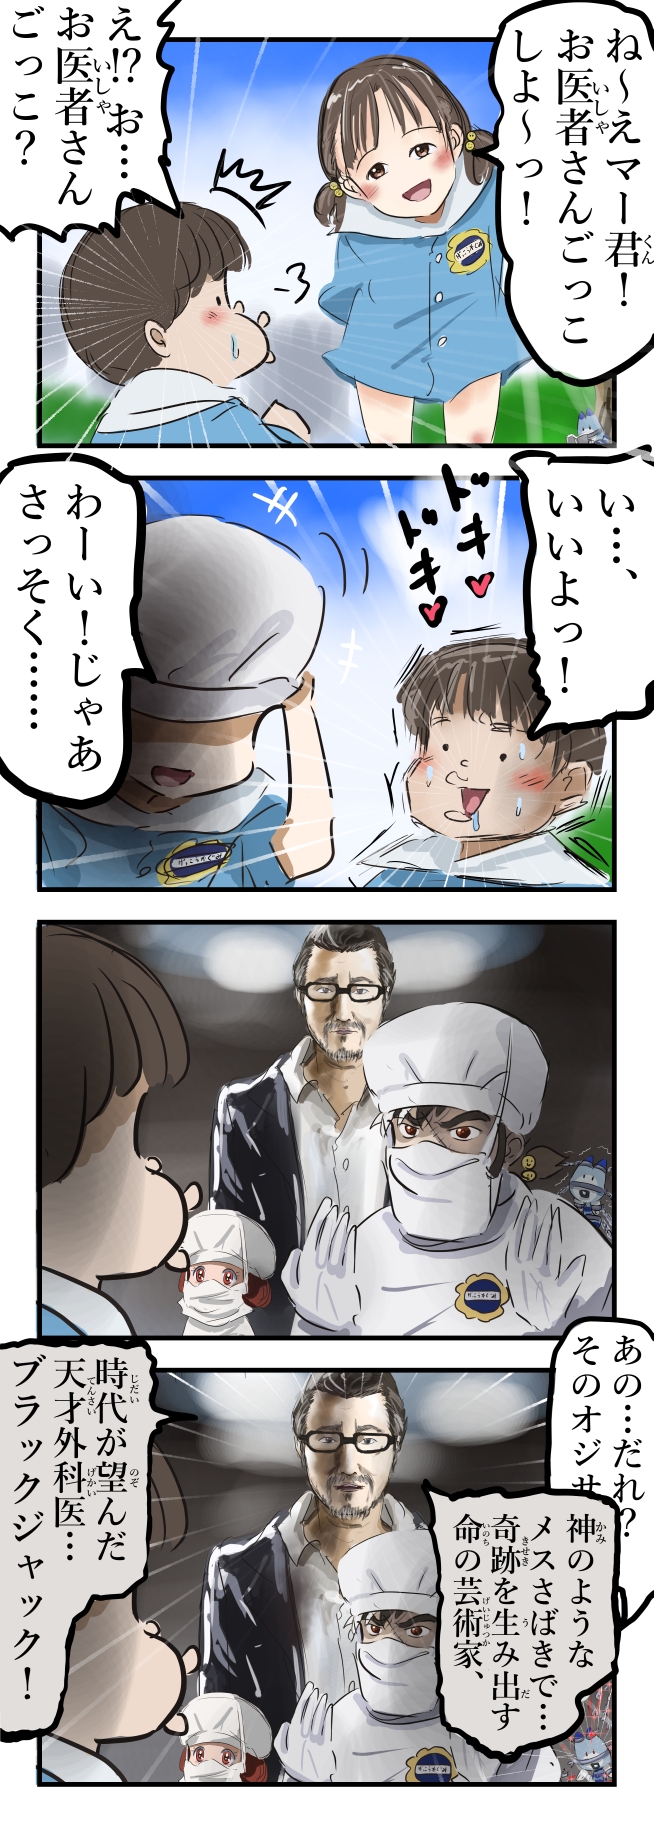 ね～えマー君！
お医者さんごっこ
しよ～っ！
え!?お…
お医者さん
ごっこ？
い…、
いいよっ！
ドキ
ドキ
わーい！じゃあ
さっそく……
あの…だれ？
そのオジサ
神のような
メスさばきで…
奇跡を生み出す
命の芸術家、
時代が望んだ
天才外科医…
ブラックジャック！